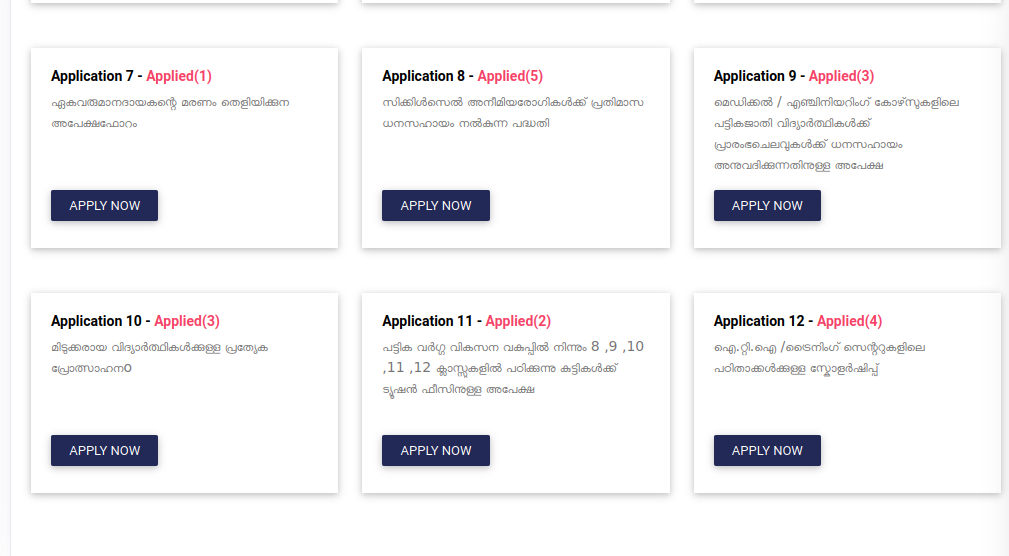 Application 7 - Applied(1)
ഏകവരുമാനദായകന്റെ മരണം തെളിയിക്കുന
അപേക്ഷഫോറം
APPLY NOW
Application 8 - Applied(5)
സിക്കിൾസെൽ അനീമിയരോഗികൾക്ക് പ്രതിമാസ
ധനസഹായം നൽകുന്ന പദ്ധതി
APPLY NOW
Application 9 - Applied(3)
മെഡിക്കൽ / എഞ്ചിനിയറിംഗ് കോഴ്സുകളിലെ
പട്ടികജാതി വിദ്യാർത്ഥികൾക്ക്
പ്രാരംഭചെലവുകൾക്ക് ധനസഹായം
അനുവദിക്കുന്നതിനുള്ള അപേക്ഷ
APPLY NOW
Application 10 - Applied(3)
മിടുക്കരായ വിദ്യാർത്ഥികൾക്കുള്ള പ്രത്യേക
പ്രോത്സാഹനO
APPLY NOW
Application 11 - Applied(2)
പട്ടിക വർഗ്ഗ വികസന വകുപ്പിൽ നിന്നും 8 ,9 ,10
,11 ,12 ക്ലാസ്സുകളിൽ പഠിക്കുന്നു കുട്ടികൾക്ക്
ട്യൂഷൻ ഫീസിനുള്ള അപേക്ഷ
APPLY NOW
Application 12 - Applied(4)
ഐ.റ്റി.ഐ /ട്രൈനിംഗ് സെന്ററുകളിലെ
പഠിതാക്കൾക്കുള്ള സ്കോളർഷിപ്പ്
APPLY NOW